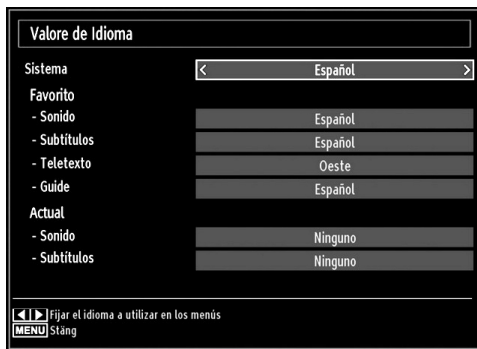 Valore de Idioma
Sistema < Español >
Favorito
- Sonido Español
- Subtítulos Español
- Teletexto Oeste
- Guide Español
Actual
- Sonido Ninguno
- Subtítulos Ninguno
Fijar el idioma a utilizar en los menús
MENU Stäng